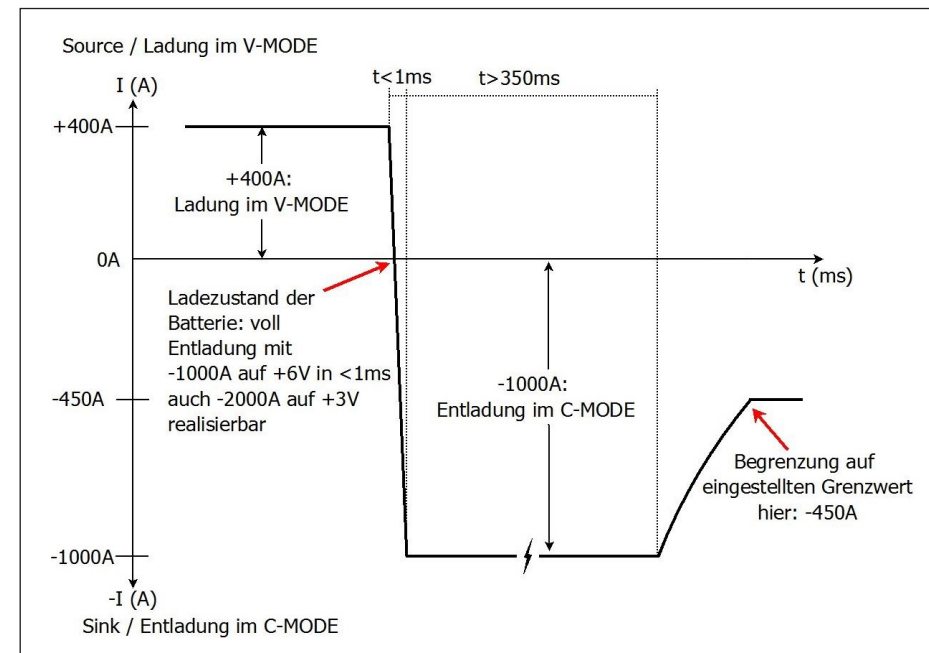 Source / Ladung im V-MODE
I (A)
t<1ms
t>350ms
+400A
+400A:
Ladung im V-MODE
0A
t (ms)
Ladezustand der
Batterie: voll
Entladung mit
-1000A auf +6V in <1ms
auch -2000A auf +3V
realisierbar
-1000A:
Entladung im C-MODE
-450A
Begrenzung auf
eingestellten Grenzwert
hier: -450A
-1000A
-I (A)
Sink / Entladung im C-MODE